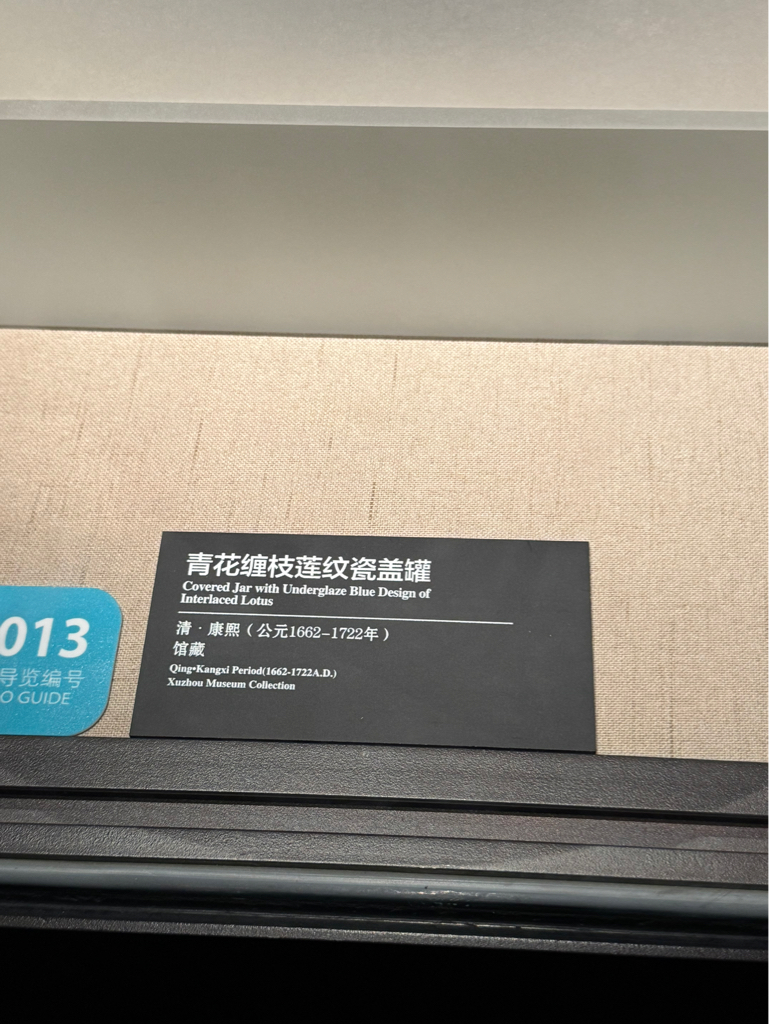 青花缠枝莲纹瓷盖罐
Covered Jar with Underglaze Blue Design of
Interlaced Lotus
清·康熙（公元1662-1722年）
馆藏
Qing•Kangxi Period(1662-1722A.D.)
Xuzhou Museum Collection
013
导览编号
O GUIDE